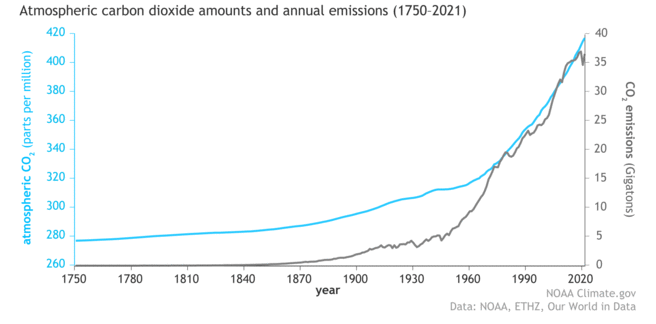 Atmospheric carbon dioxide amounts and annual emissions (1750-2021)
atmospheric CO2 (parts per million)
420
400
380
360
340
320
300
280
260
40
35
30
25
20
15
10
5
0
CO2 emissions (Gigatons)
1750 1780 1810 1840 1870 1900 1930 1960 1990 2020
year
NOAA Climate.gov
Data: NOAA, ETHZ, Our World in Data